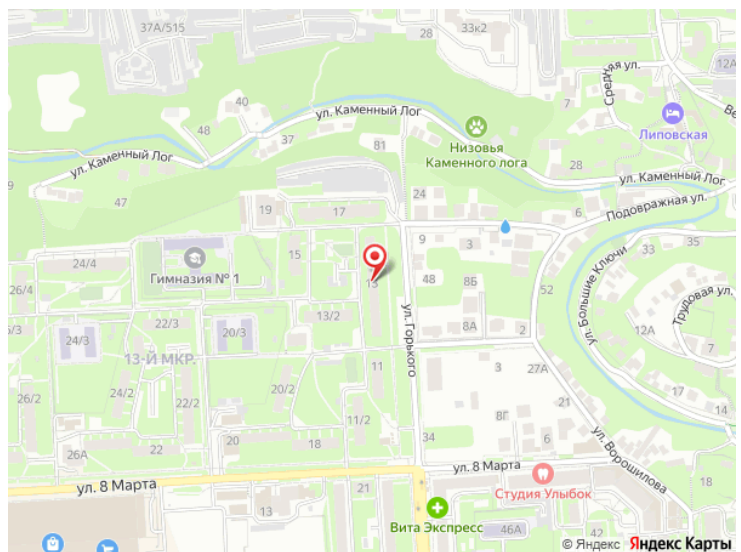 37А/515
28
33к2
Средняя ул.
12А
7
Липовская
40
ул. Каменный Лог
48
37
81
Низовья
Каменного лога
28
ул. Каменный Лог
ул. Каменный Лог
47
24
Подовражная ул.
19
17
6
9
3
33
35
15
Гимназия № 1
24/4
13
48
8Б
ул. Большие Ключи
26/4
52
Трудовая ул.
22/3
13/2
20/3
8А
2
12А
24/3
ул. Горького
7
13-Й МКР.
24/2
20/2
11
3
27А
17
26/2
22/2
11/2
8Г
21
14
20
18
34
6
ул. Ворошилова
26А
22
ул. 8 Марта
ул. 8 Марта
Студия Улыбок
18
21
13
Вита Экспресс
46А
42
© Яндекс Яндекс Карты